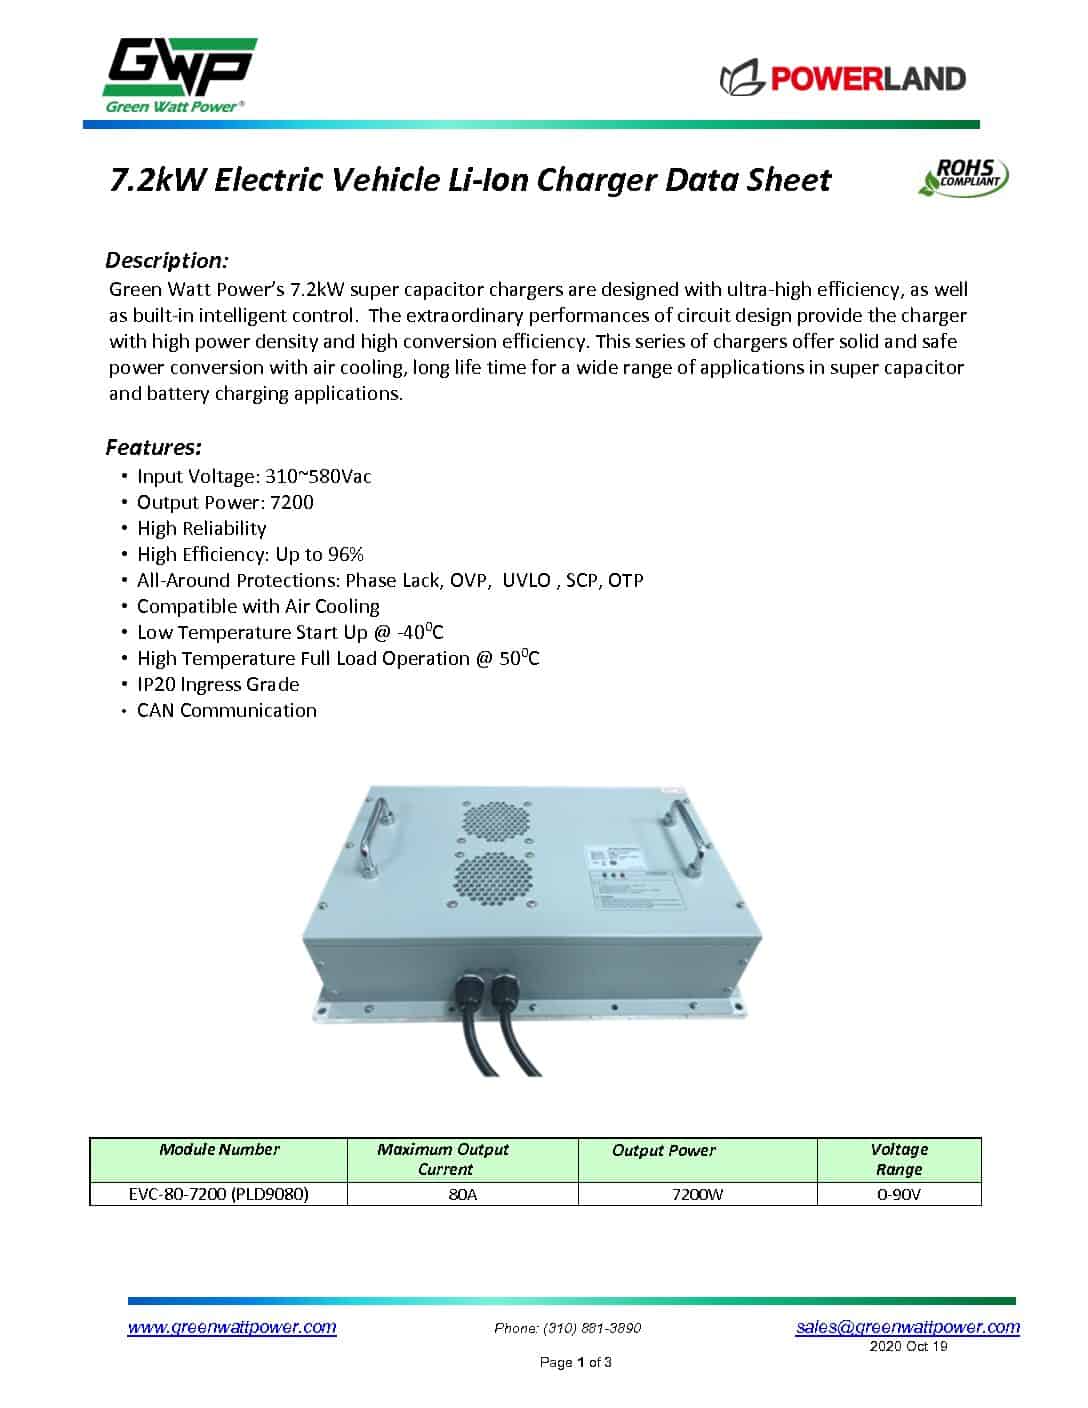 GWP
Green Watt Power®
POWERLAND
7.2kW Electric Vehicle Li-Ion Charger Data Sheet
ROHS
COMPLIANT
Description:
Green Watt Power’s 7.2kW super capacitor chargers are designed with ultra-high efficiency, as well
as built-in intelligent control.  The extraordinary performances of circuit design provide the charger
with high power density and high conversion efficiency. This series of chargers offer solid and safe
power conversion with air cooling, long life time for a wide range of applications in super capacitor
and battery charging applications.
Features:
• Input Voltage: 310~580Vac
• Output Power: 7200
• High Reliability
• High Efficiency: Up to 96%
• All-Around Protections: Phase Lack, OVP,  UVLO , SCP, OTP
• Compatible with Air Cooling
• Low Temperature Start Up @ -40⁰C
• High Temperature Full Load Operation @ 50⁰C
• IP20 Ingress Grade
• CAN Communication
Module Number Maximum Output Current Output Power Voltage Range
EVC-80-7200 (PLD9080) 80A 7200W 0-90V
www.greenwattpower.com Phone: (310) 881-3890 sales@greenwattpower.com
2020 Oct 19
Page 1 of 3